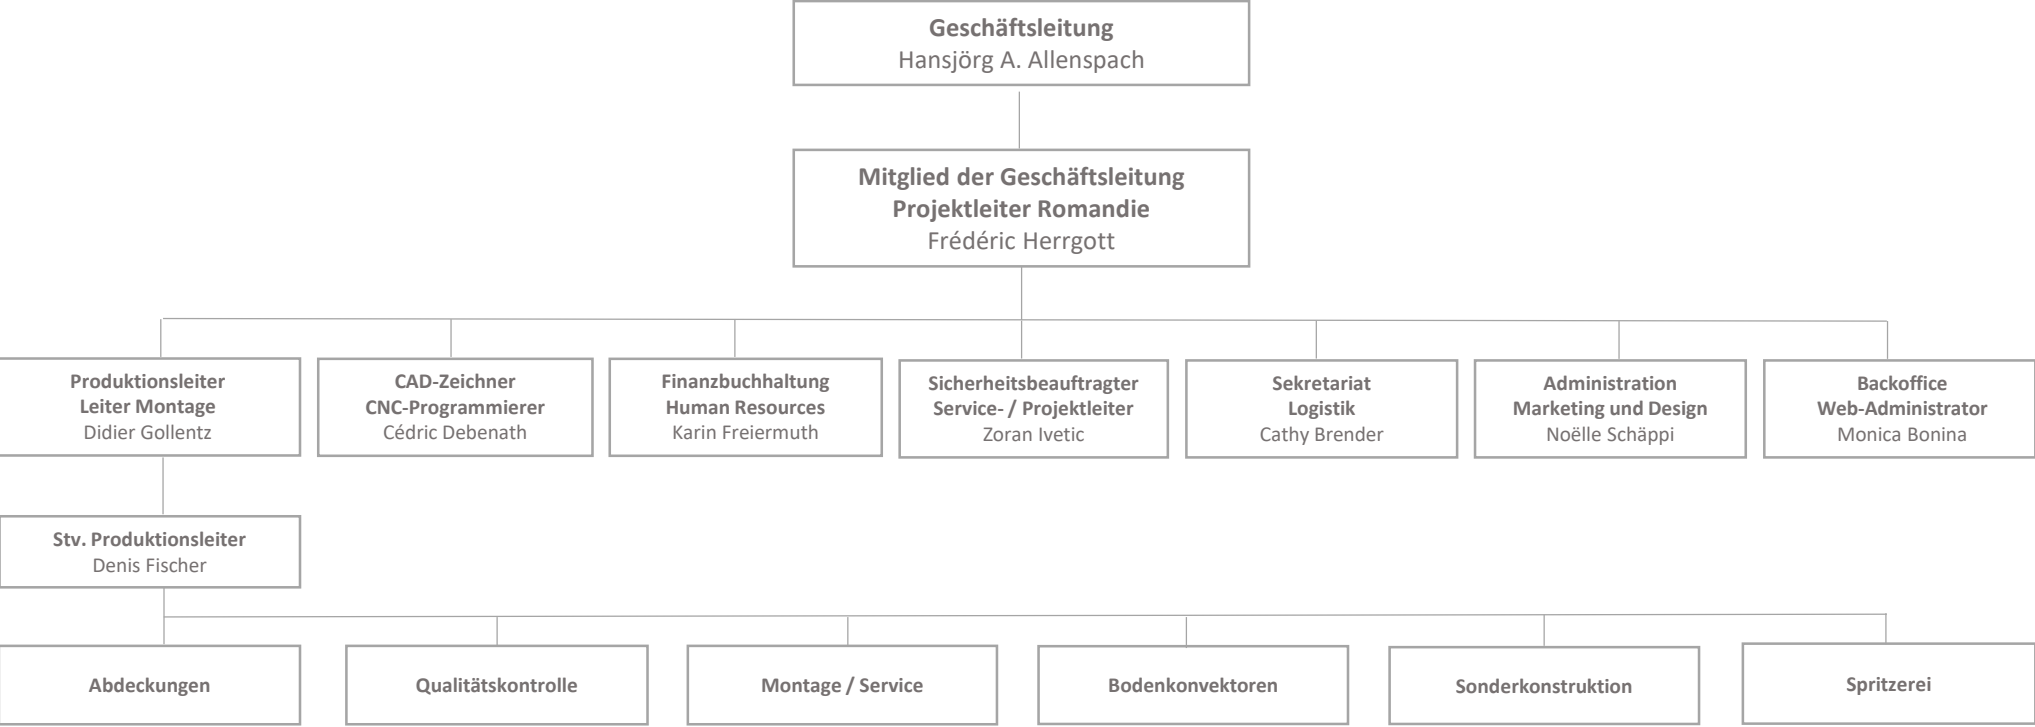 Geschäftsleitung
Hansjörg A. Allenspach
Mitglied der Geschäftsleitung
Projektleiter Romandie
Frédéric Herrgott
Produktionsleiter
Leiter Montage
Didier Gollentz
CAD-Zeichner
CNC-Programmierer
Cédric Debenath
Finanzbuchhaltung
Human Resources
Karin Freiermuth
Sicherheitsbeauftragter
Service- / Projektleiter
Zoran Ivetic
Sekretariat
Logistik
Cathy Brender
Administration
Marketing und Design
Noëlle Schäppi
Backoffice
Web-Administrator
Monica Bonina
Stv. Produktionsleiter
Denis Fischer
Abdeckungen
Qualitätskontrolle
Montage / Service
Bodenkonvektoren
Sonderkonstruktion
Spritzerei